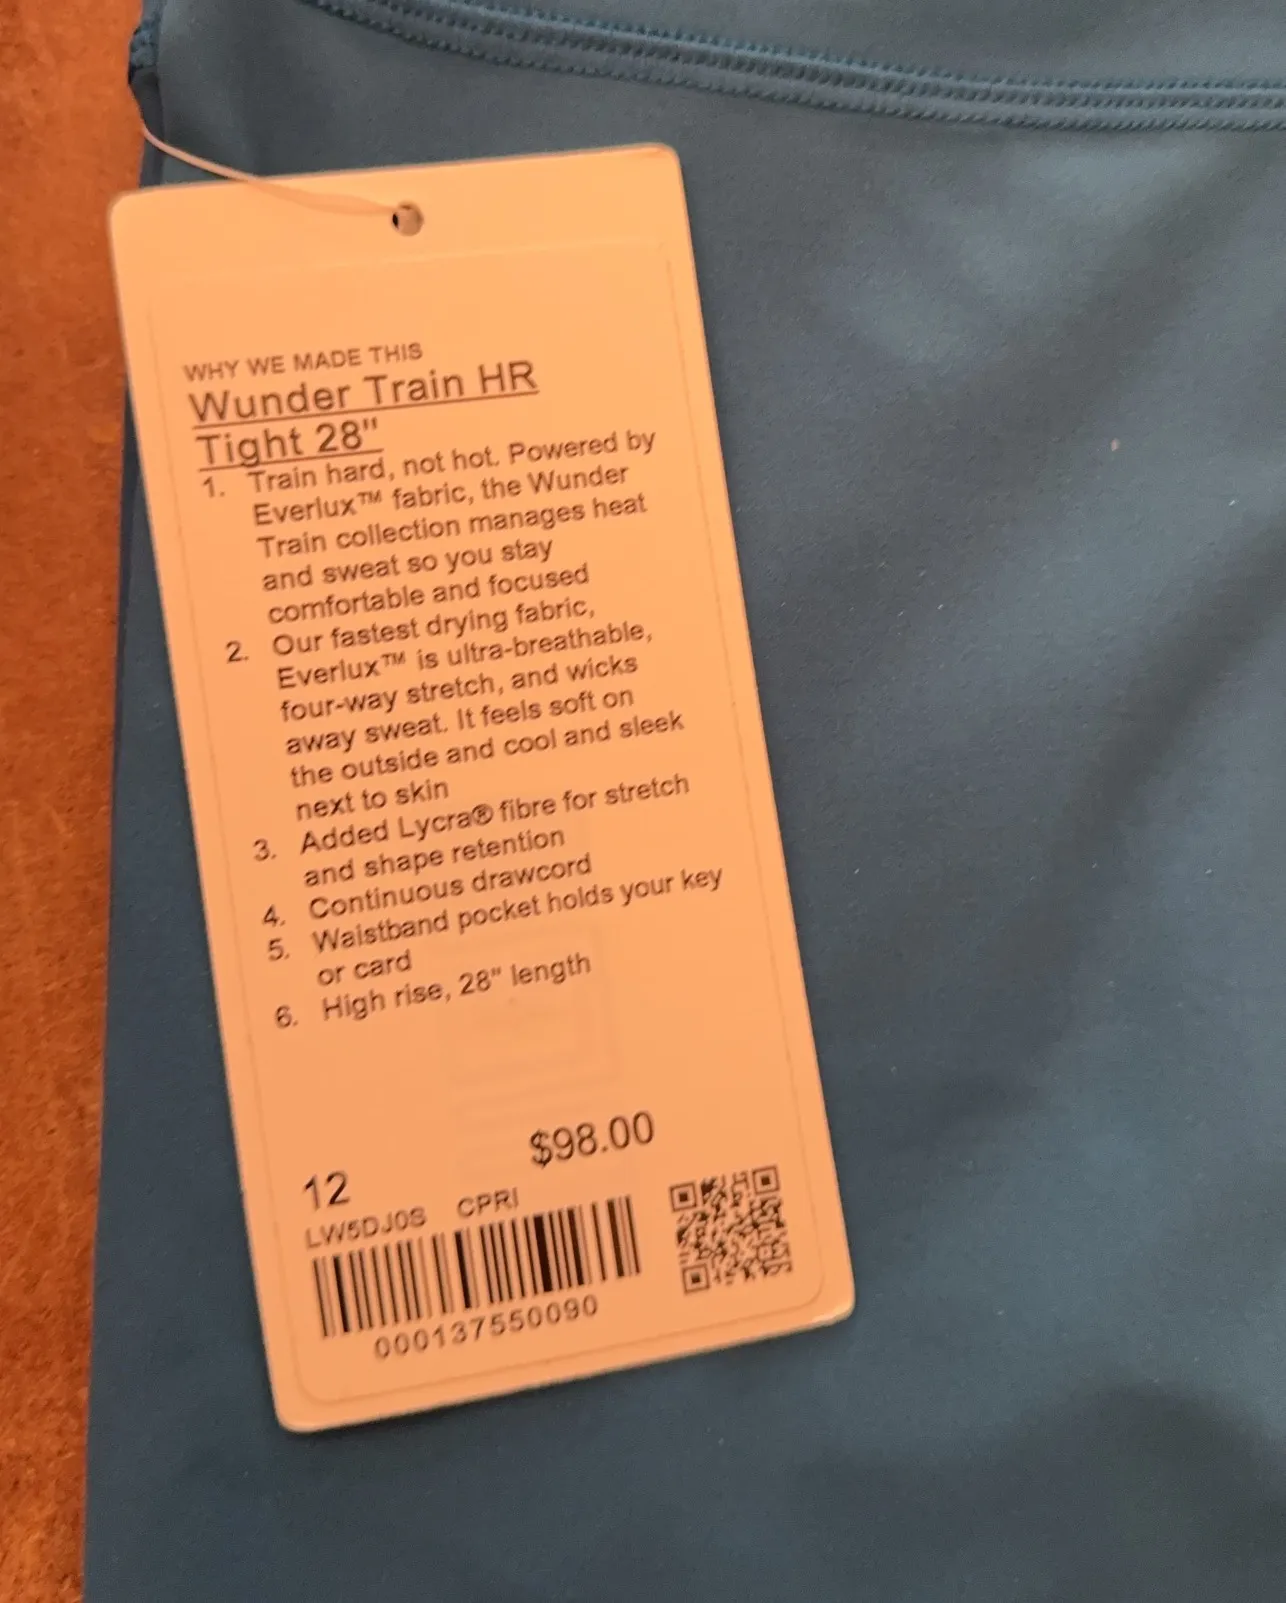 WHY WE MADE THIS
Wunder Train HR
Tight 28"
1. Train hard, not hot. Powered by
Everlux™ fabric, the Wunder
Train collection manages heat
and sweat so you stay
comfortable and focused
2. Our fastest drying fabric,
Everlux™ is ultra-breathable,
four-way stretch, and wicks
away sweat. It feels soft on
the outside and cool and sleek
next to skin
3. Added Lycra® fibre for stretch
and shape retention
4. Continuous drawcord
5. Waistband pocket holds your key
or card
6. High rise, 28" length
$98.00
12
LW5DJ0S CPRI
000137550090